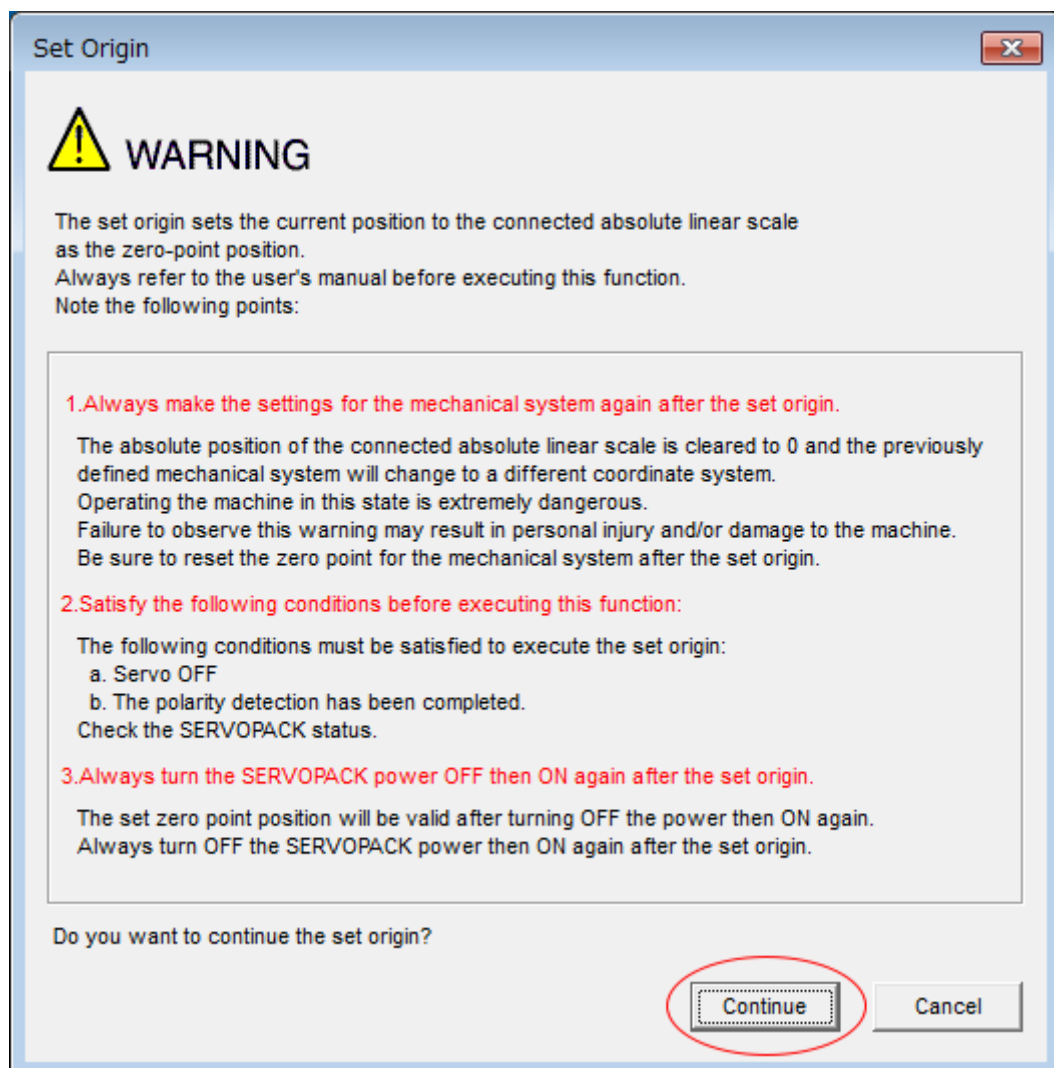 Set Origin
WARNING
The set origin sets the current position to the connected absolute linear scale
as the zero-point position.
Always refer to the user's manual before executing this function.
Note the following points:
1.Always make the settings for the mechanical system again after the set origin.
The absolute position of the connected absolute linear scale is cleared to 0 and the previously
defined mechanical system will change to a different coordinate system.
Operating the machine in this state is extremely dangerous.
Failure to observe this warning may result in personal injury and/or damage to the machine.
Be sure to reset the zero point for the mechanical system after the set origin.
2.Satisfy the following conditions before executing this function:
The following conditions must be satisfied to execute the set origin:
a. Servo OFF
b. The polarity detection has been completed.
Check the SERVOPACK status.
3.Always turn the SERVOPACK power OFF then ON again after the set origin.
The set zero point position will be valid after turning OFF the power then ON again.
Always turn OFF the SERVOPACK power then ON again after the set origin.
Do you want to continue the set origin?
Continue
Cancel